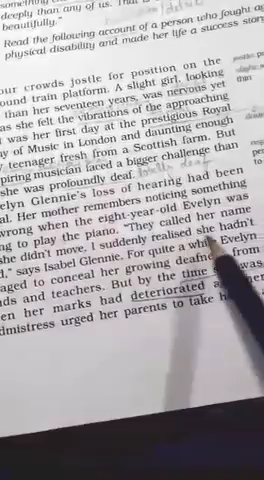 something
deeply than any of us. That is
beautifully."
Read the following account of a person who fought ag
physical disability and made her life a success stor
our crowds jostle for position on the
ound train platform. A slight girl, looking
than her seventeen years, was nervous yet
as she felt the vibrations of the approaching
was her first day at the prestigious Royal
y of Music in London and daunting enough
teenager fresh from a Scottish farm. But
piring musician faced a bigger challenge than
she was profoundly deaf.
elyn Glennie's loss of hearing had been
al. Her mother remembers noticing something
wrong when the eight-year-old Evelyn was
ng to play the piano. "They called her name
she didn't move. I suddenly realised she hadn't
d," says Isabel Glennie. For quite a while Evelyn
aged to conceal her growing deafness from
nds and teachers. But by the time was
en her marks had deteriorated
dmistress urged her parents to take h